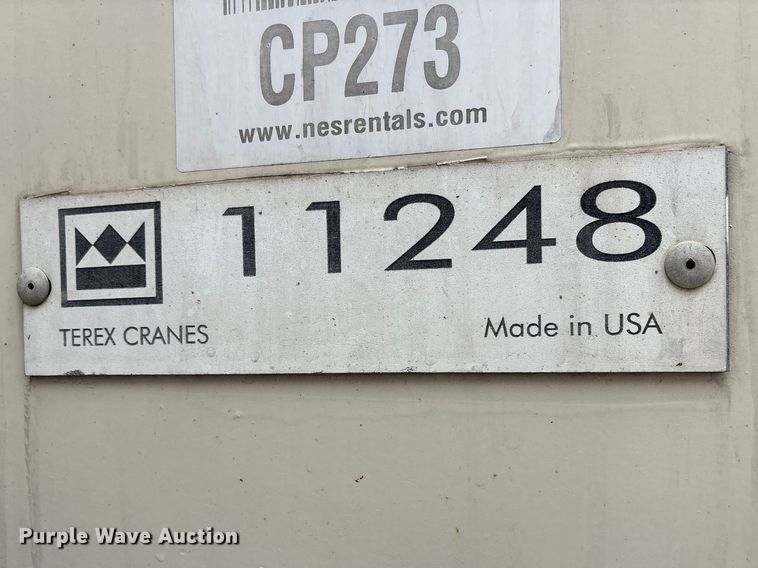 CP273
www.nesrentals.com
11248
TEREX CRANES
Made in USA
Purple Wave Auction